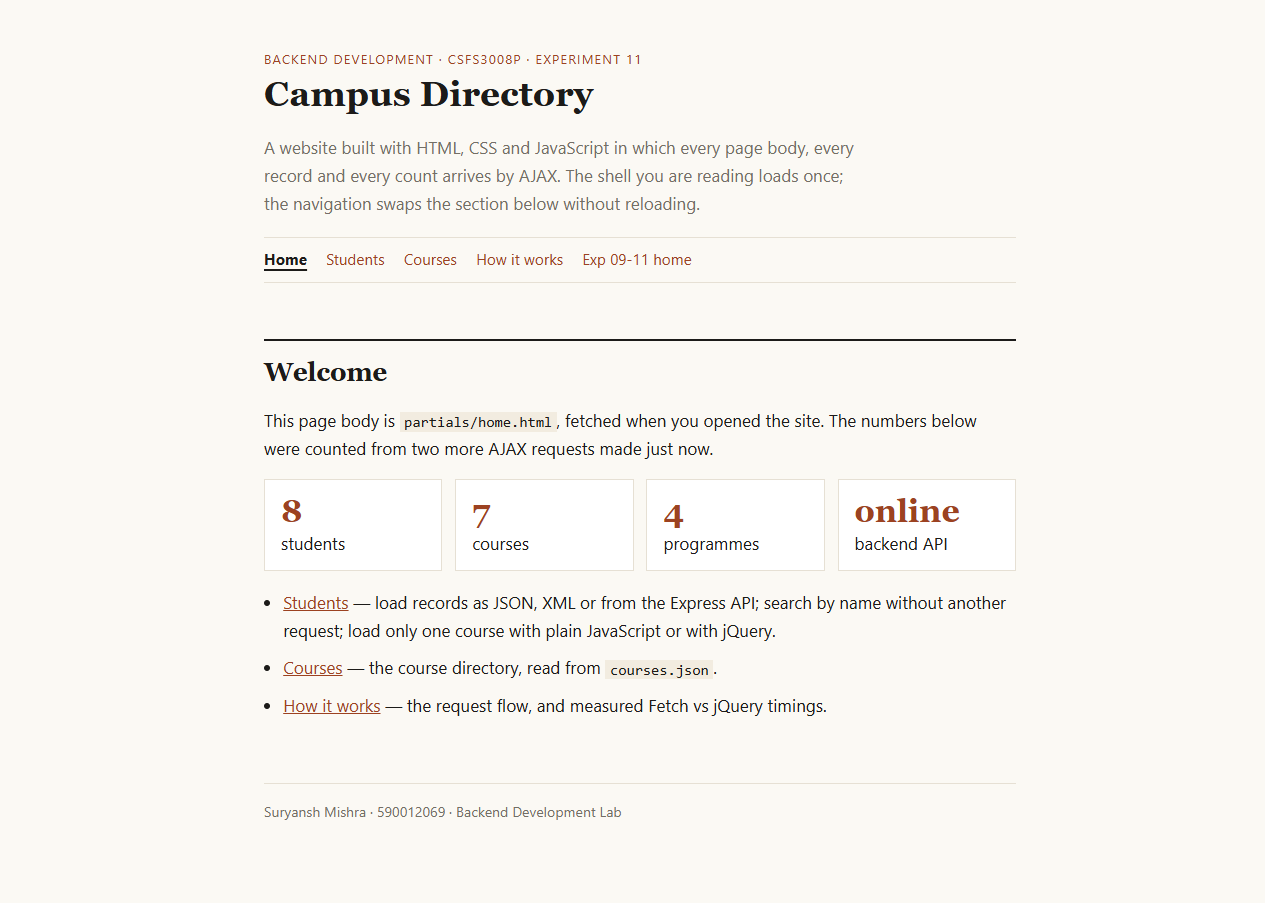 BACKEND DEVELOPMENT · CSFS3008P · EXPERIMENT 11
Campus Directory
A website built with HTML, CSS and JavaScript in which every page body, every
record and every count arrives by AJAX. The shell you are reading loads once;
the navigation swaps the section below without reloading.
Home Students Courses How it works Exp 09-11 home
Welcome
This page body is partials/home.html, fetched when you opened the site. The numbers below
were counted from two more AJAX requests made just now.
8
students
7
courses
4
programmes
online
backend API
• Students — load records as JSON, XML or from the Express API; search by name without another
request; load only one course with plain JavaScript or with jQuery.
• Courses — the course directory, read from courses.json.
• How it works — the request flow, and measured Fetch vs jQuery timings.
Suryansh Mishra · 590012069 · Backend Development Lab